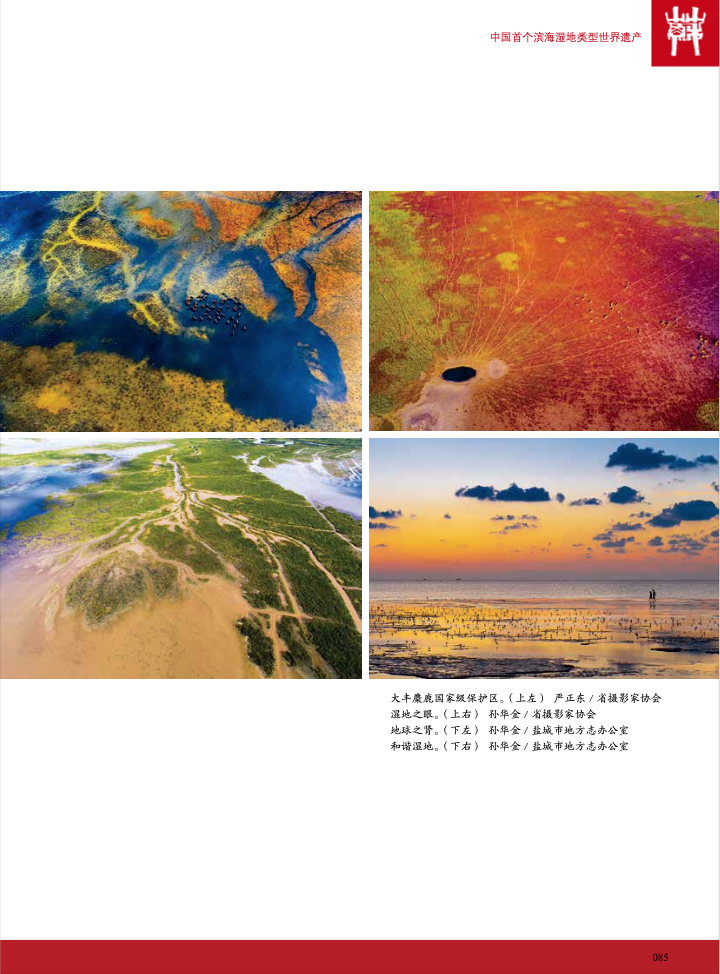 中国首个滨海湿地类型世界遗产
大丰麋鹿国家级保护区。（上左） 严正东 / 省摄影家协会
湿地之眼。（上右） 孙华金 / 省摄影家协会
地球之肾。（下左） 孙华金 / 盐城市地方志办公室
和谐湿地。（下右） 孙华金 / 盐城市地方志办公室
085